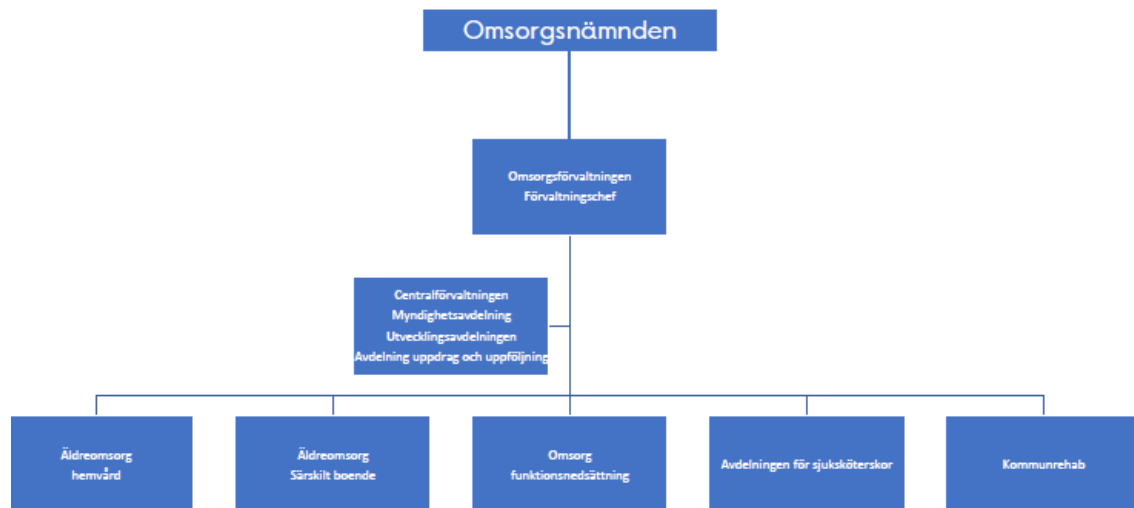 Omsorgsnämnden
Omsorgsförvaltningen
Förvaltningschef
Centralförvaltningen
Myndighetsavdelning
Utvecklingsavdelningen
Avdelning uppdrag och uppföljning
Äldreomsorg
hemvård
Äldreomsorg
Särskilt boende
Omsorg
funktionsnedsättning
Avdelningen för sjuksköterskor
Kommunrehab